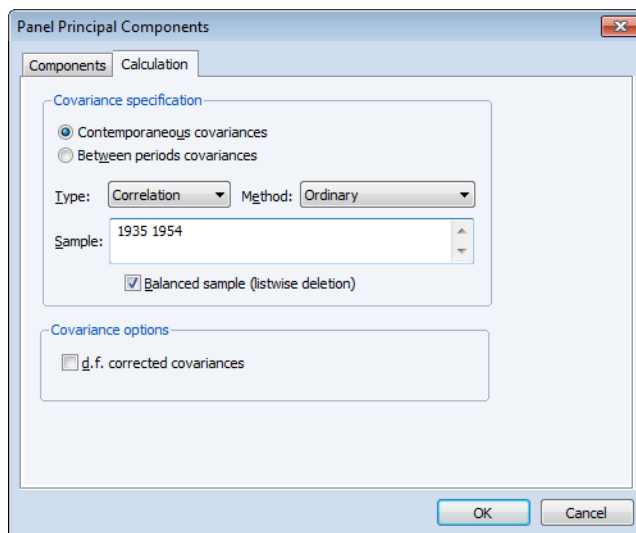 Panel Principal Components
Components Calculation
Covariance specification
Contemporaneous covariances
Between periods covariances
Type: Correlation Method: Ordinary
Sample: 1935 1954
Balanced sample (listwise deletion)
Covariance options
d.f. corrected covariances
OK Cancel